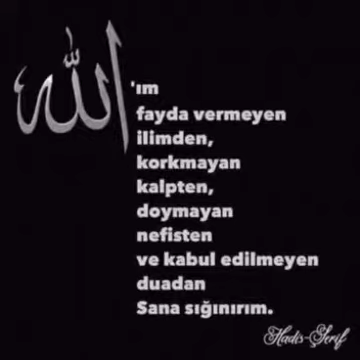 الله'ım
fayda vermeyen
ilimden,
korkmayan
kalpten,
doymayan
nefisten
ve kabul edilmeyen
duadan
Sana sığınırım.
Hadis-Şerif